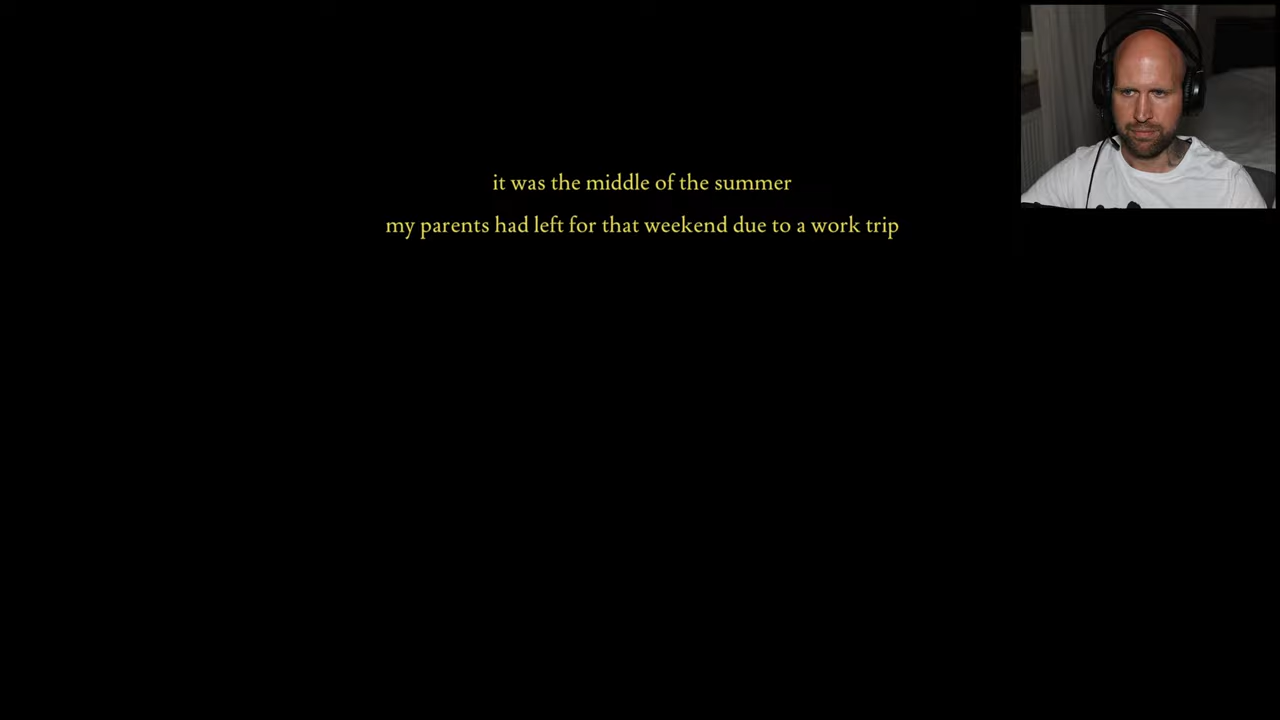 it was the middle of the summer
my parents had left for that weekend due to a work trip